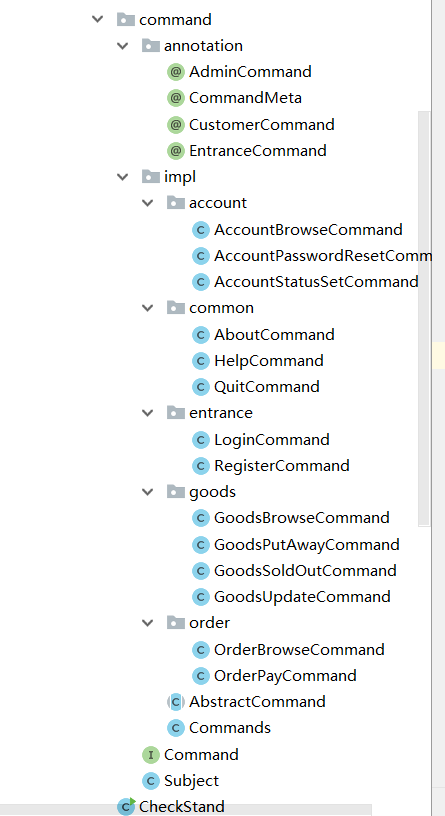 command
annotation
AdminCommand
CommandMeta
CustomerCommand
EntranceCommand
impl
account
AccountBrowseCommand
AccountPasswordResetComm
AccountStatusSetCommand
common
AboutCommand
HelpCommand
QuitCommand
entrance
LoginCommand
RegisterCommand
goods
GoodsBrowseCommand
GoodsPutAwayCommand
GoodsSoldOutCommand
GoodsUpdateCommand
order
OrderBrowseCommand
OrderPayCommand
AbstractCommand
Commands
Command
Subject
CheckStand